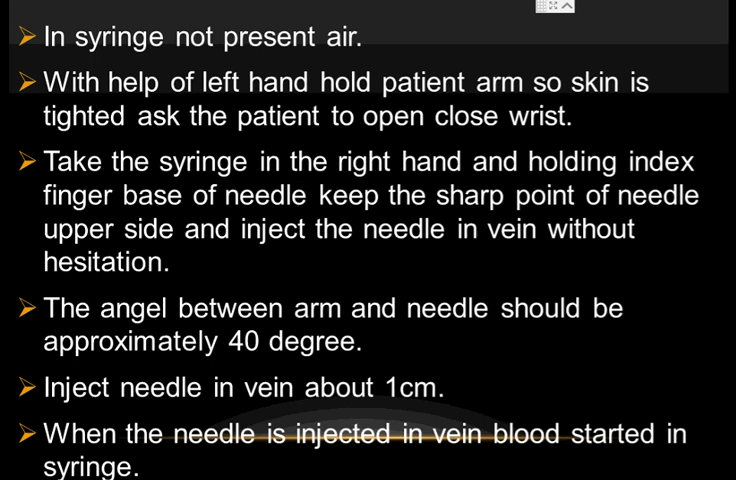 In syringe not present air.
With help of left hand hold patient arm so skin is
tighted ask the patient to open close wrist.
Take the syringe in the right hand and holding index
finger base of needle keep the sharp point of needle
upper side and inject the needle in vein without
hesitation.
The angel between arm and needle should be
approximately 40 degree.
Inject needle in vein about 1cm.
When the needle is injected in vein blood started in
syringe.